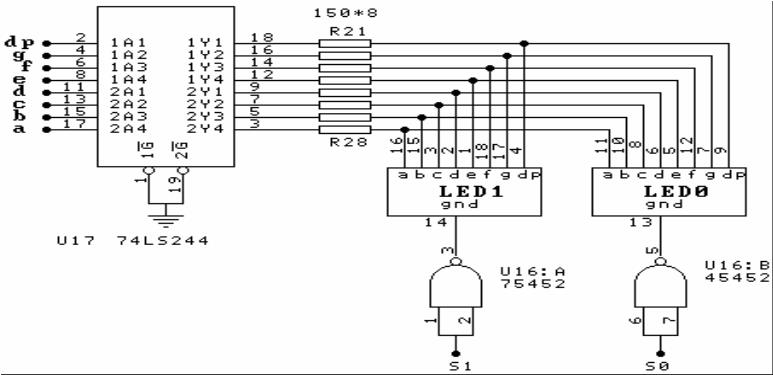 150*8
R21
dp 2 1A1 1Y1 18
g 4 1A2 1Y2 16
f 6 1A3 1Y3 14
e 8 1A4 1Y4 12
d 11 2A1 2Y1 9
c 13 2A2 2Y2 7
b 15 2A3 2Y3 5
a 17 2A4 2Y4 3
R28
1G 2G
1 19
16 15 3 2 1 18 17 4
11 10 8 6 5 12 7 9
a b c d e f g dp
LED1
gnd
14
a b c d e f g dp
LED0
gnd
13
U17 74LS244
3
U16:A
75452
1 2
S1
5
U16:B
45452
6 7
S0